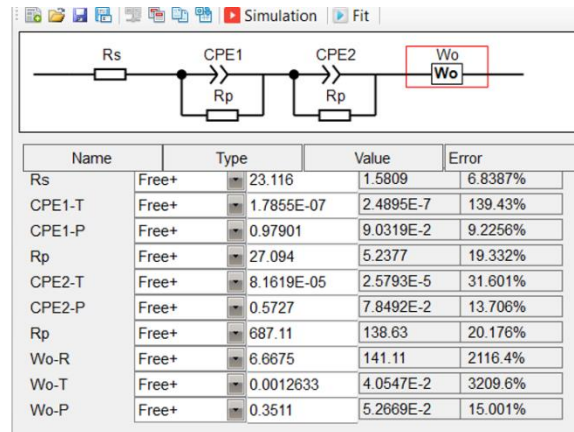 Simulation Fit
Rs CPE1 CPE2 Wo
Wo
Rp Rp
Name Type Value Error
Rs Free+ 23.116 1.5809 6.8387%
CPE1-T Free+ 1.7855E-07 2.4895E-7 139.43%
CPE1-P Free+ 0.97901 9.0319E-2 9.2256%
Rp Free+ 27.094 5.2377 19.332%
CPE2-T Free+ 8.1619E-05 2.5793E-5 31.601%
CPE2-P Free+ 0.5727 7.8492E-2 13.706%
Rp Free+ 687.11 138.63 20.176%
Wo-R Free+ 6.6675 141.11 2116.4%
Wo-T Free+ 0.0012633 4.0547E-2 3209.6%
Wo-P Free+ 0.3511 5.2669E-2 15.001%